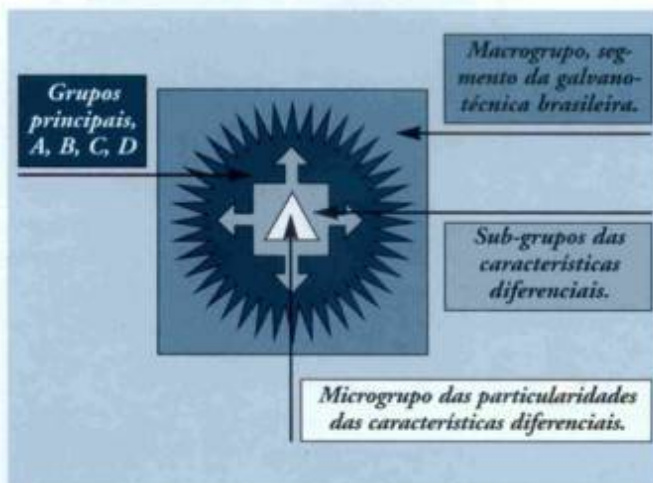 Grupos
principais,
A, B, C, D
Macrogrupo, seg-
mento da galvano-
técnica brasileira.
Sub-grupos das
características
diferenciais.
Microgrupo das particularidades
das características diferenciais.